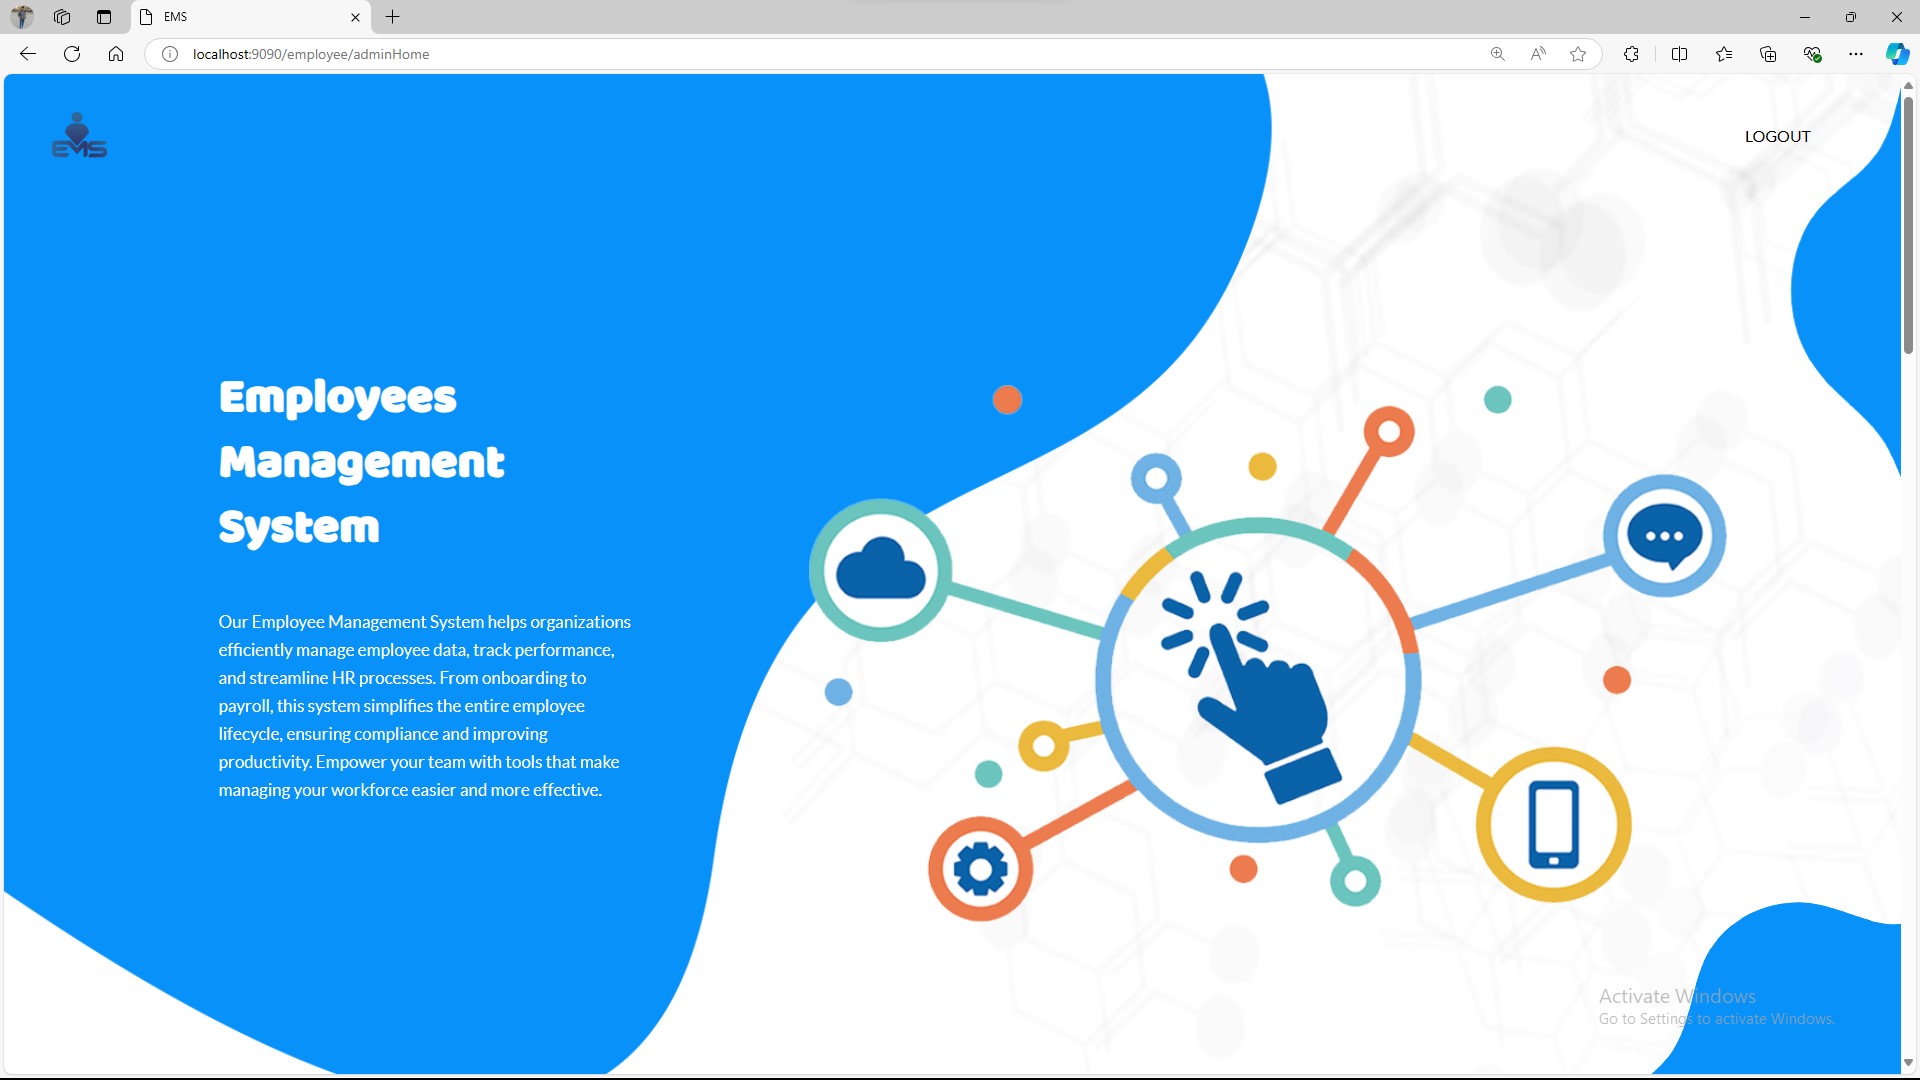 EMS
localhost:9090/employee/adminHome
EMS
LOGOUT
Employees
Management
System
Our Employee Management System helps organizations
efficiently manage employee data, track performance,
and streamline HR processes. From onboarding to
payroll, this system simplifies the entire employee
lifecycle, ensuring compliance and improving
productivity. Empower your team with tools that make
managing your workforce easier and more effective.
Activate Windows
Go to Settings to activate Windows.